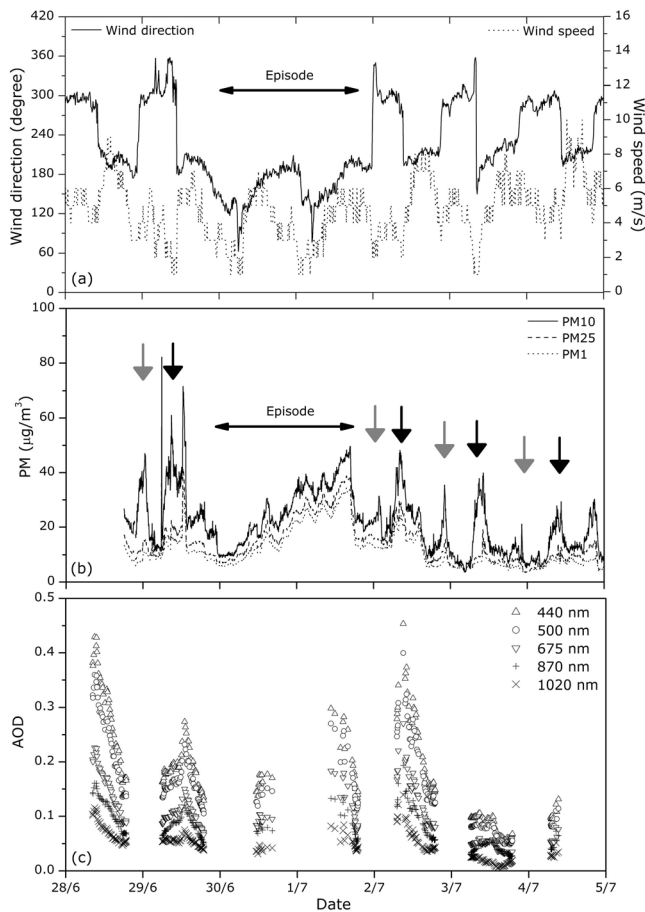 420
360
300
240
180
120
60
0
Wind direction (degree)
Wind direction
Wind speed
Episode
(a)
16
14
12
10
8
6
4
2
0
Wind speed (m/s)
100
80
60
40
20
0
PM (μg/m³)
PM10
PM25
PM1
Episode
(b)
0.5
0.4
0.3
0.2
0.1
0.0
AOD
440 nm
500 nm
675 nm
870 nm
1020 nm
(c)
28/6 29/6 30/6 1/7 2/7 3/7 4/7 5/7
Date